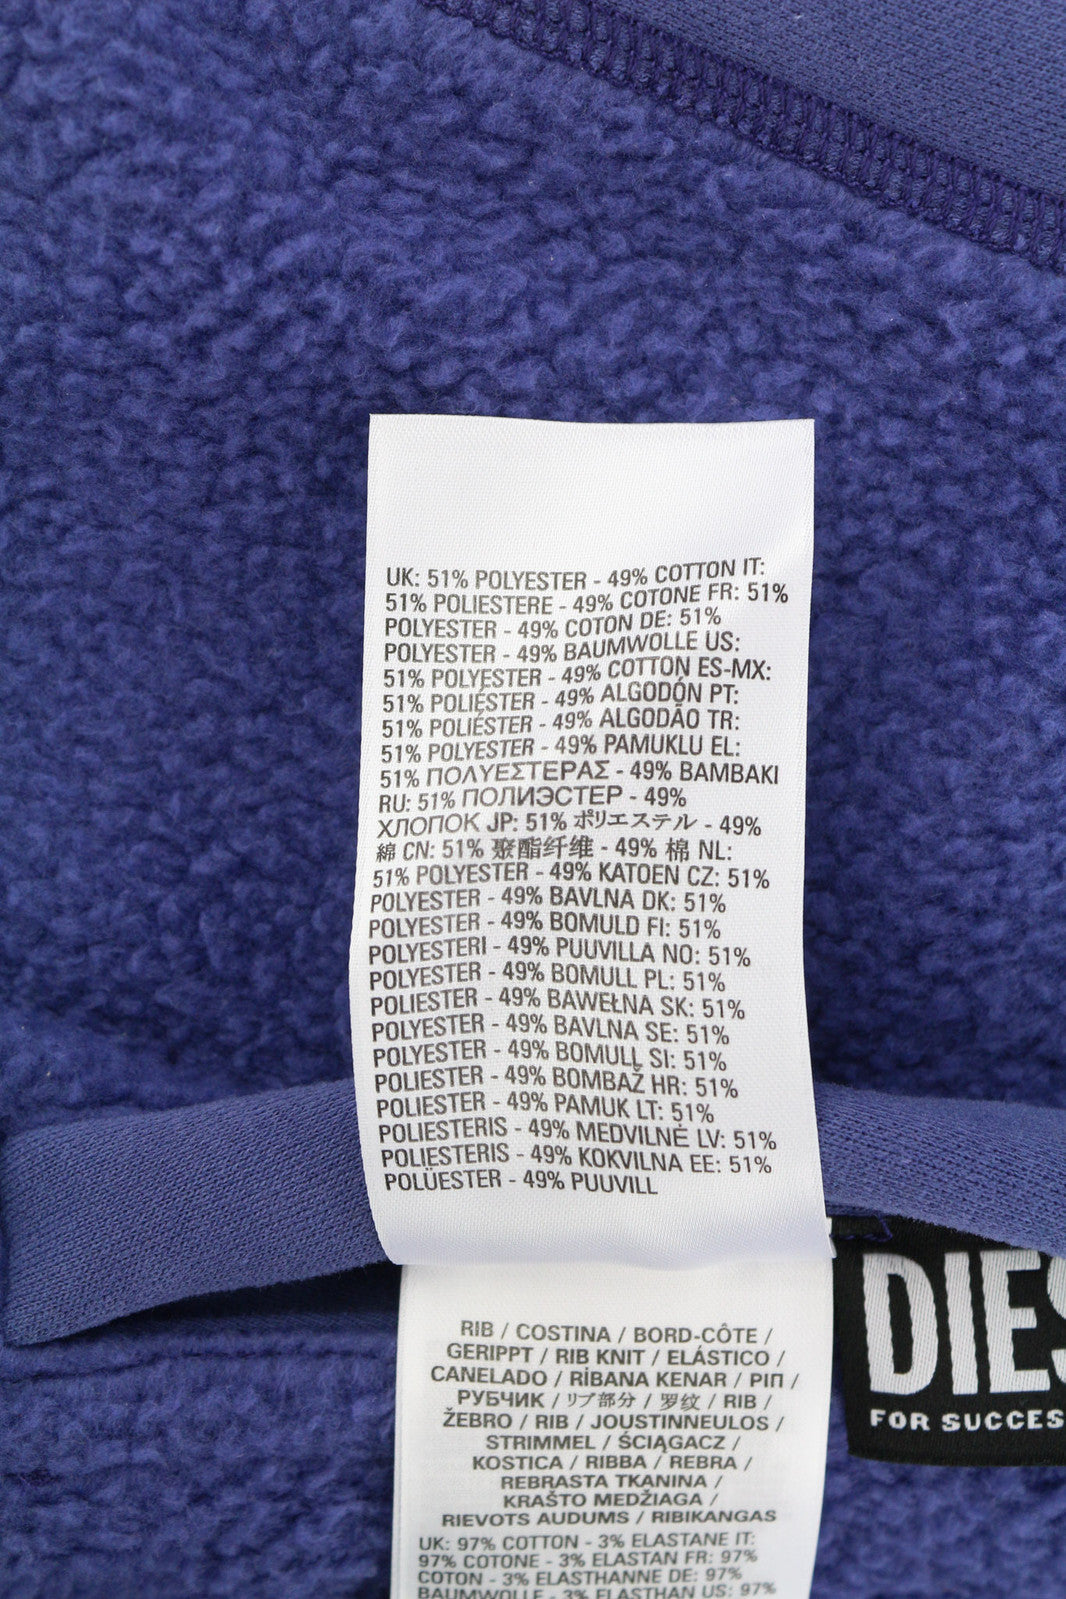 UK: 51% POLYESTER - 49% COTTON IT:
51% POLIESTERE - 49% COTONE FR: 51%
POLYESTER - 49% COTON DE: 51%
POLYESTER - 49% BAUMWOLLE US:
51% POLYESTER - 49% COTTON ES-MX:
51% POLIÉSTER - 49% ALGODÓN PT:
51% POLIÉSTER - 49% ALGODÃO TR:
51% POLYESTER - 49% PAMUKLU EL:
51% ΠΟΛΥΕΣΤΕΡΑΣ - 49% ΒΑΜΒΑΚΙ
RU: 51% ПОЛИЭСТЕР - 49%
ХЛОПОК JP: 51% ポリエステル - 49%
綿 CN: 51% 聚酯纤维 - 49% 棉 NL:
51% POLYESTER - 49% KATOEN CZ: 51%
POLYESTER - 49% BAVLNA DK: 51%
POLYESTER - 49% BOMULD FI: 51%
POLYESTERI - 49% PUUVILLA NO: 51%
POLYESTER - 49% BOMULL PL: 51%
POLIESTER - 49% BAWEŁNA SK: 51%
POLYESTER - 49% BAVLNA SE: 51%
POLYESTER - 49% BOMULL SI: 51%
POLIESTER - 49% BOMBAŽ HR: 51%
POLIESTER - 49% PAMUK LT: 51%
POLIESTERIS - 49% MEDVILNĖ LV: 51%
POLIESTERIS - 49% KOKVILNA EE: 51%
POLÜESTER - 49% PUUVILL
DIES
FOR SUCCES
RIB / COSTINA / BORD-CÔTE /
GERIPPT / RIB KNIT / ELÁSTICO /
CANELADO / RİBANA KENAR / ΡΙΠ /
РУБЧИК / リブ部分 / 罗纹 / RIB /
ŽEBRO / RIB / JOUSTINNEULOS /
STRIMMEL / ŚCIĄGACZ /
KOSTICA / RIBBA / REBRA /
REBRASTA TKANINA /
KRAŠTO MEDŽIAGA /
RIEVOTS AUDUMS / RIBIKANGAS
UK: 97% COTTON - 3% ELASTANE IT:
97% COTONE - 3% ELASTAN FR: 97%
COTON - 3% ELASTHANNE DE: 97%
BAUMWOLLE - 3% ELASTHAN US: 97%